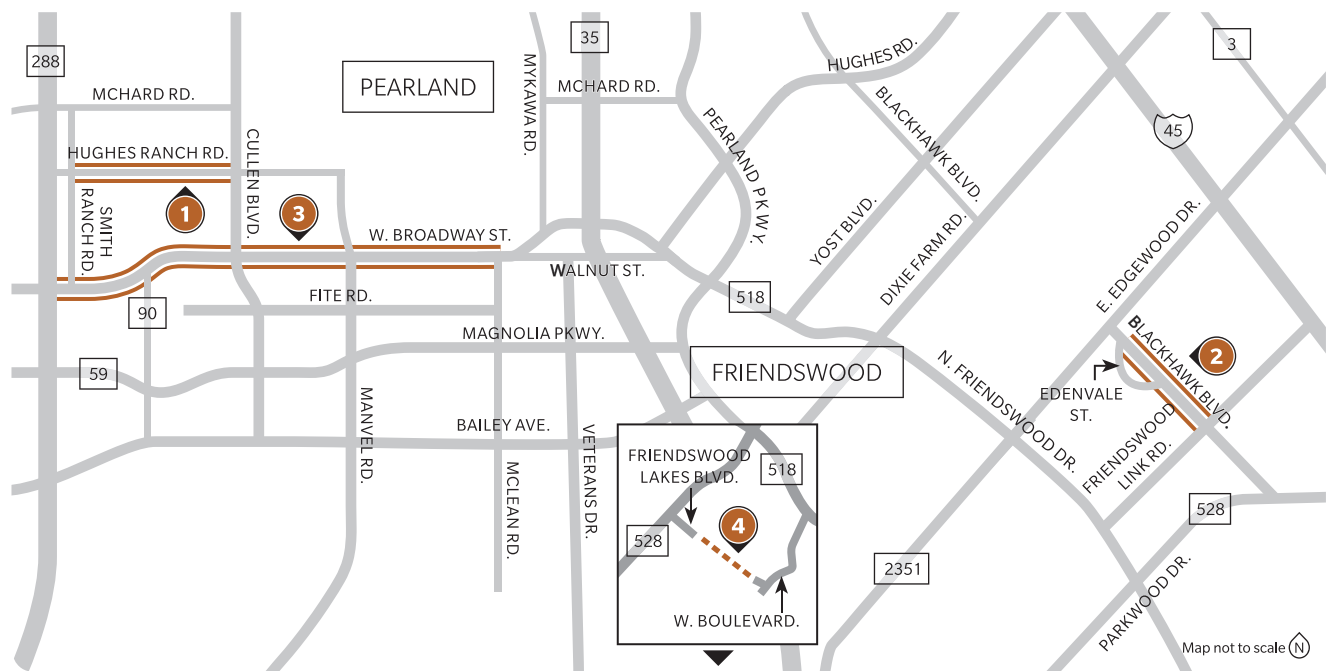 288
35
3
PEARLAND
MCHARD RD.
MYKAWA RD.
MCHARD RD.
HUGHES RD.
BLACKHAWK BLVD.
45
HUGHES RANCH RD.
CULLEN BLVD.
PEARLAND PKWY.
SMITH
RANCH RD.
1
3
W. BROADWAY ST.
WALNUT ST.
YOST BLVD.
DIXIE FARM RD.
E. EDGEWOOD DR.
90
FITE RD.
518
MAGNOLIA PKWY.
59
FRIENDSWOOD
N. FRIENDSWOOD DR.
BLACKHAWK BLVD.
2
EDENVALE
ST.
FRIENDSWOOD
LINK RD.
MANVEL RD.
BAILEY AVE.
MCLEAN RD.
VETERANS DR.
FRIENDSWOOD
LAKES BLVD.
518
4
528
W. BOULEVARD.
2351
528
PARKWOOD DR.
Map not to scale N